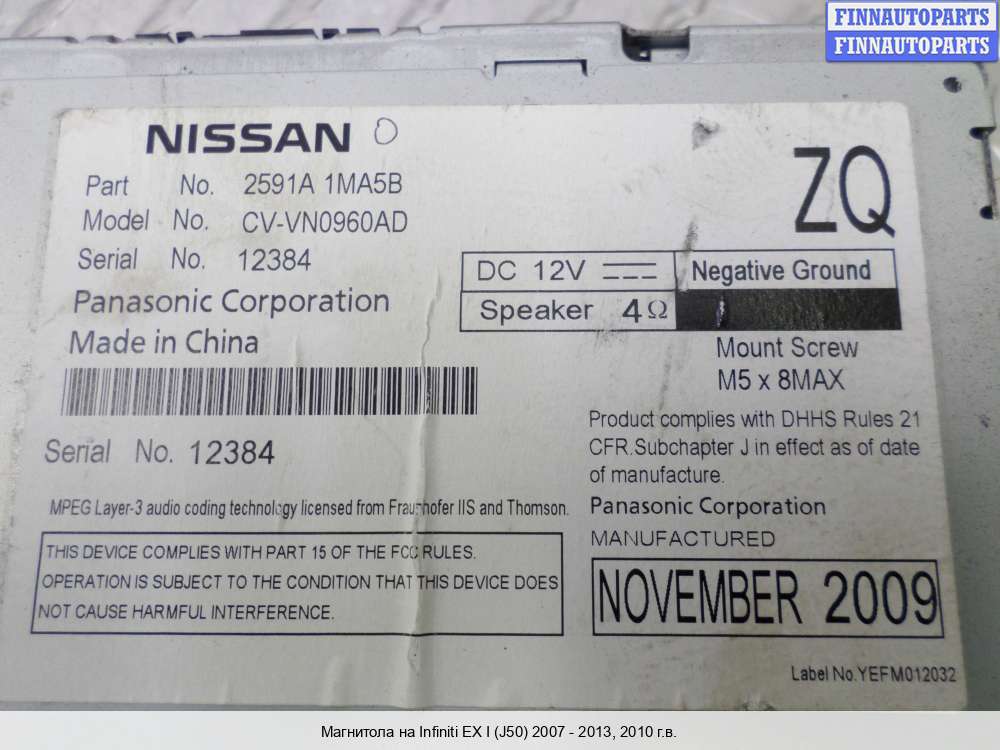 FINNAUTOPARTS
FINNAUTOPARTS
NISSAN O
Part No. 2591A 1MA5B
Model No. CV-VN0960AD
Serial No. 12384
Panasonic Corporation
Made in China
Serial No. 12384
ZQ
DC 12V Negative Ground
Speaker 4Ω
Mount Screw
M5 x 8MAX
Product complies with DHHS Rules 21
CFR.Subchapter J in effect as of date
of manufacture.
Panasonic Corporation
MANUFACTURED
NOVEMBER 2009
MPEG Layer-3 audio coding technology licensed from Fraunhofer IIS and Thomson.
THIS DEVICE COMPLIES WITH PART 15 OF THE FCC RULES.
OPERATION IS SUBJECT TO THE CONDITION THAT THIS DEVICE DOES
NOT CAUSE HARMFUL INTERFERENCE.
Label No.YEFM012032
Магнитола на Infiniti EX I (J50) 2007 - 2013, 2010 г.в.